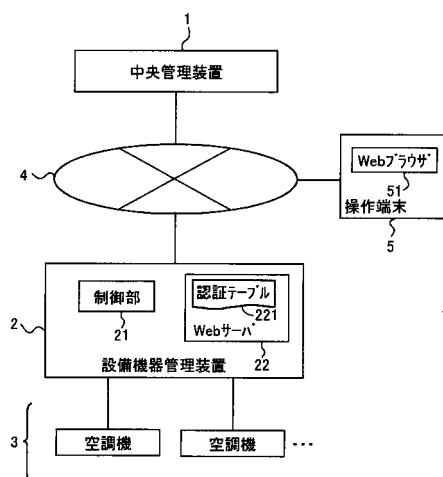 1
中央管理装置
4
Webブラウザ
51
操作端末
5
2
制御部
21
認証テーブル
221
Webサーバ
22
設備機器管理装置
3
空調機
空調機
...